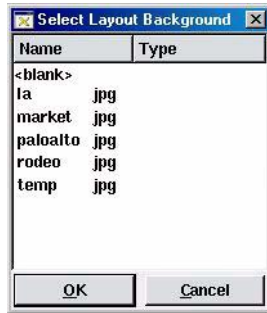 Select Layout Background
Name Type
<blank>
la jpg
market jpg
paloalto jpg
rodeo jpg
temp jpg
OK Cancel